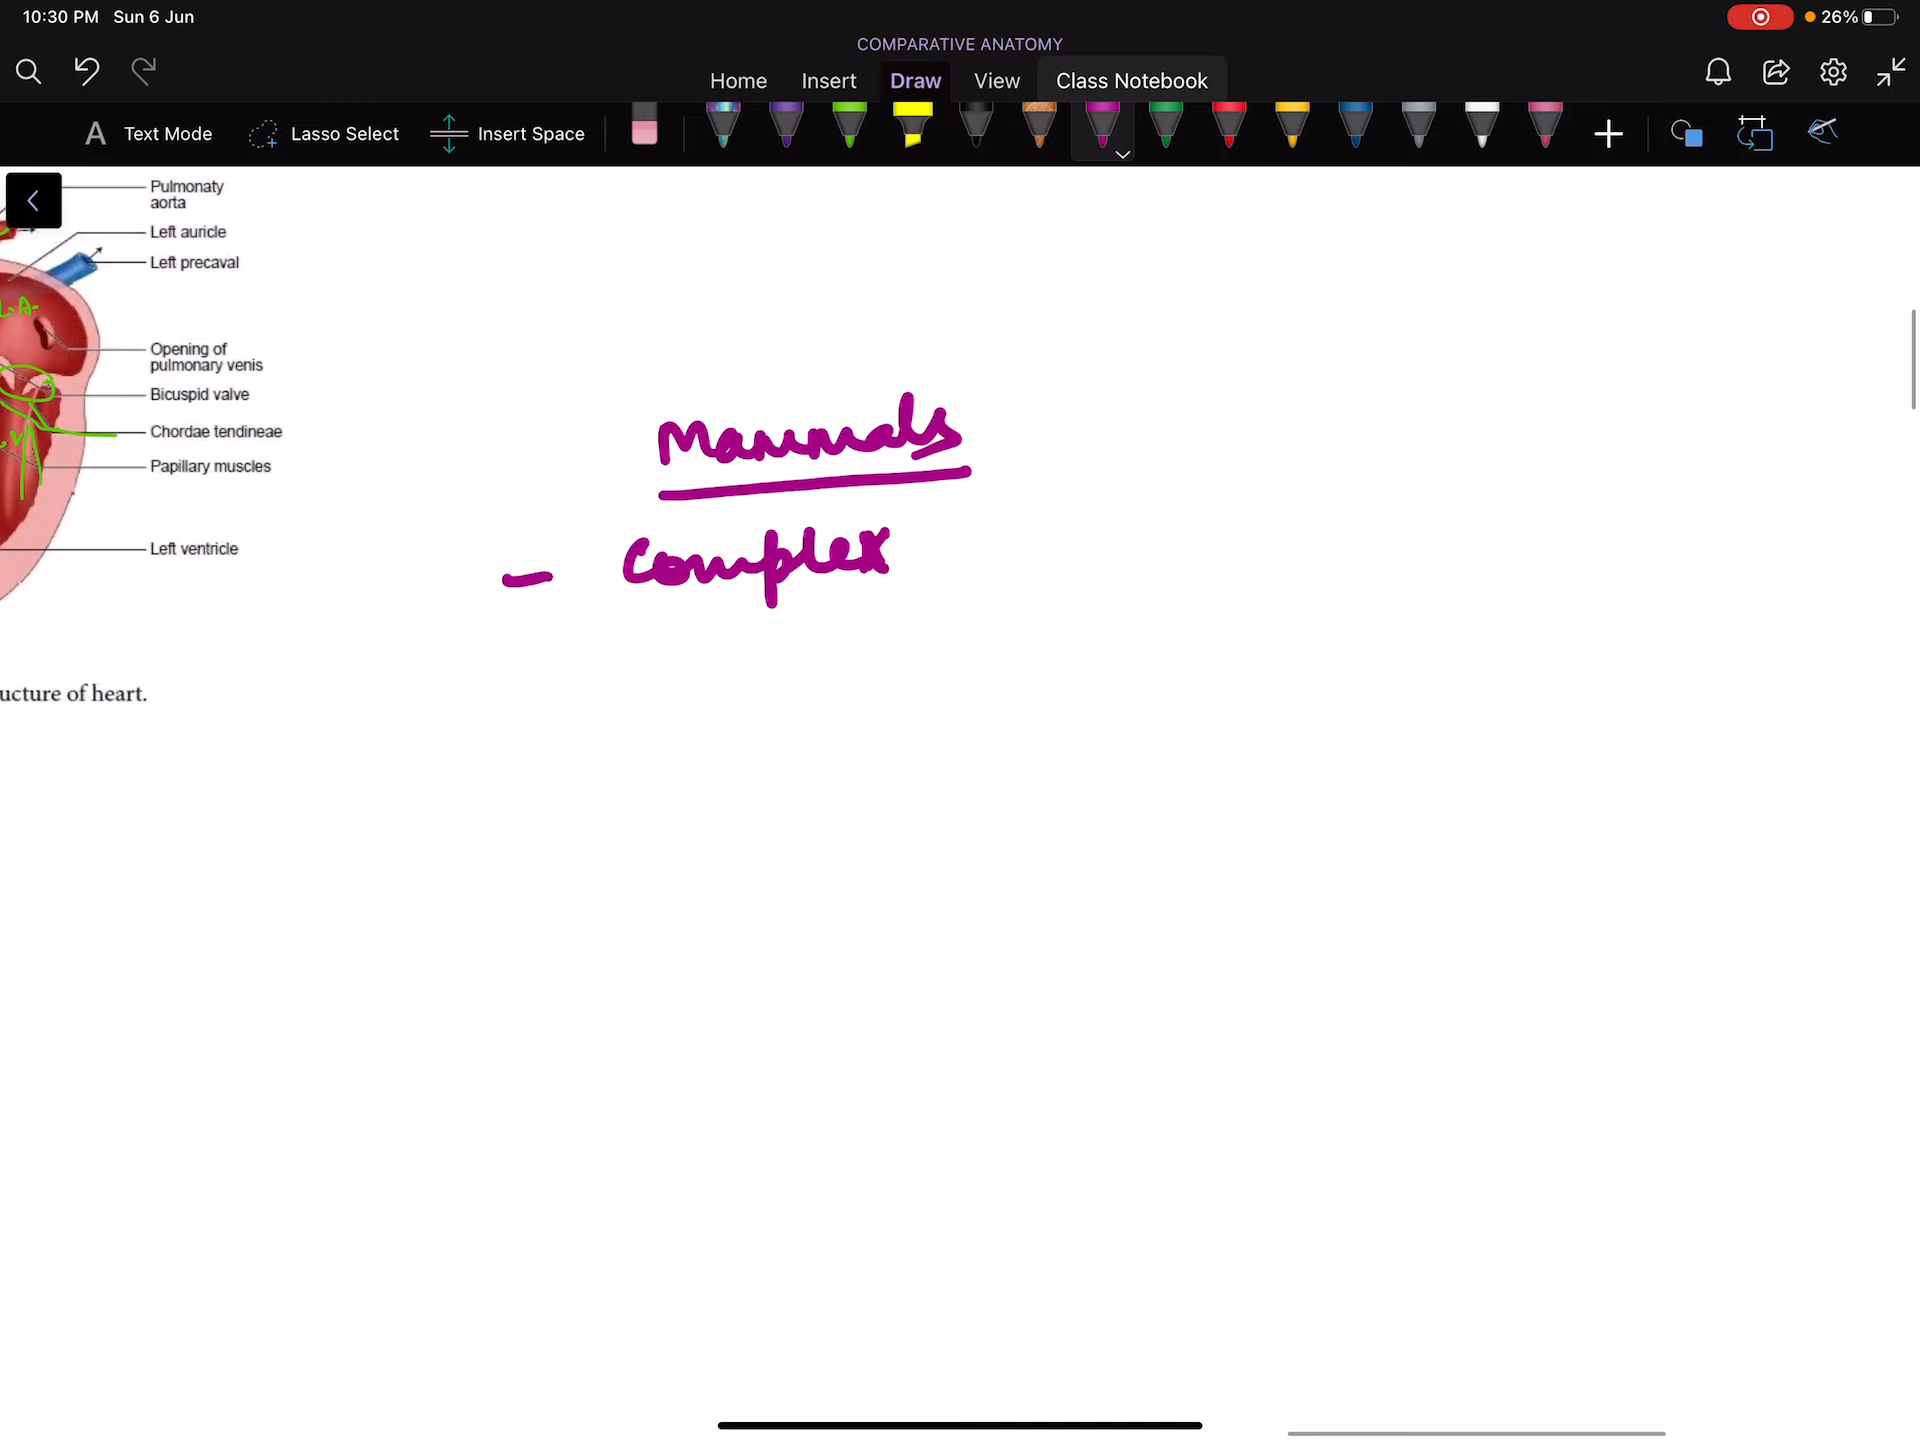 10:30 PM Sun 6 Jun
26%
COMPARATIVE ANATOMY
Home Insert Draw View Class Notebook
Text Mode Lasso Select Insert Space
Pulmonaty
aorta
Left auricle
Left precaval
L.A.
Opening of
pulmonary venis
Bicuspid valve
Chordae tendineae
Papillary muscles
Left ventricle
ucture of heart.
Mammals
- Complex